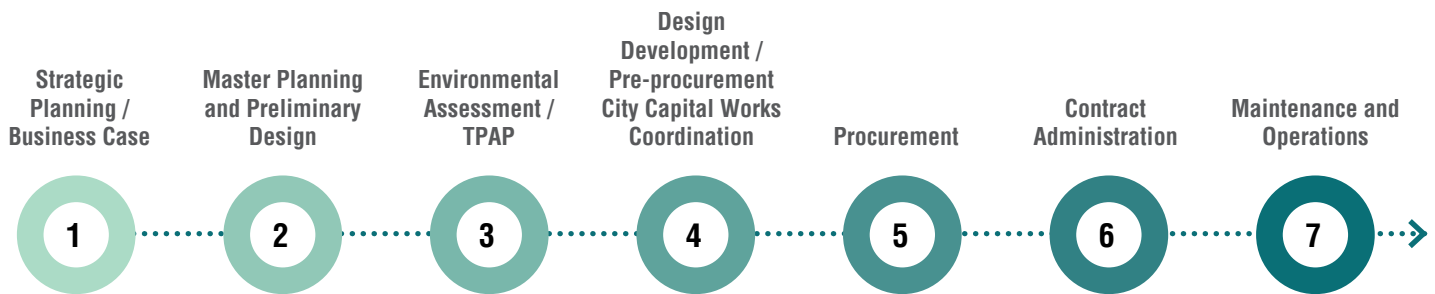 Strategic
Planning /
Business Case
Master Planning
and Preliminary
Design
Environmental
Assessment /
TPAP
Design
Development /
Pre-procurement
City Capital Works
Coordination
Procurement
Contract
Administration
Maintenance and
Operations
1
2
3
4
5
6
7